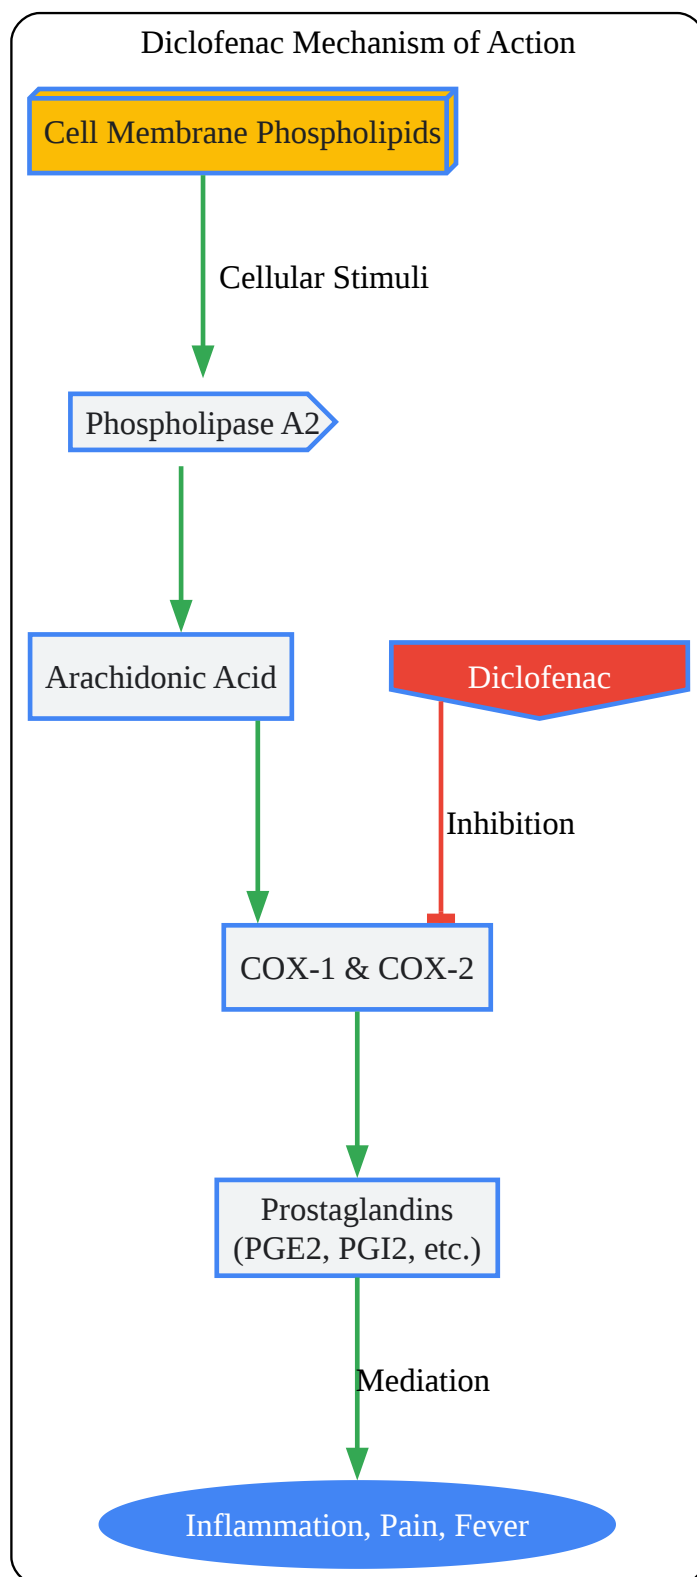 Diclofenac Mechanism of Action
Cell Membrane Phospholipids
Cellular Stimuli
Phospholipase A2
Arachidonic Acid
Diclofenac
Inhibition
COX-1 & COX-2
Prostaglandins
(PGE2, PGI2, etc.)
Mediation
Inflammation, Pain, Fever